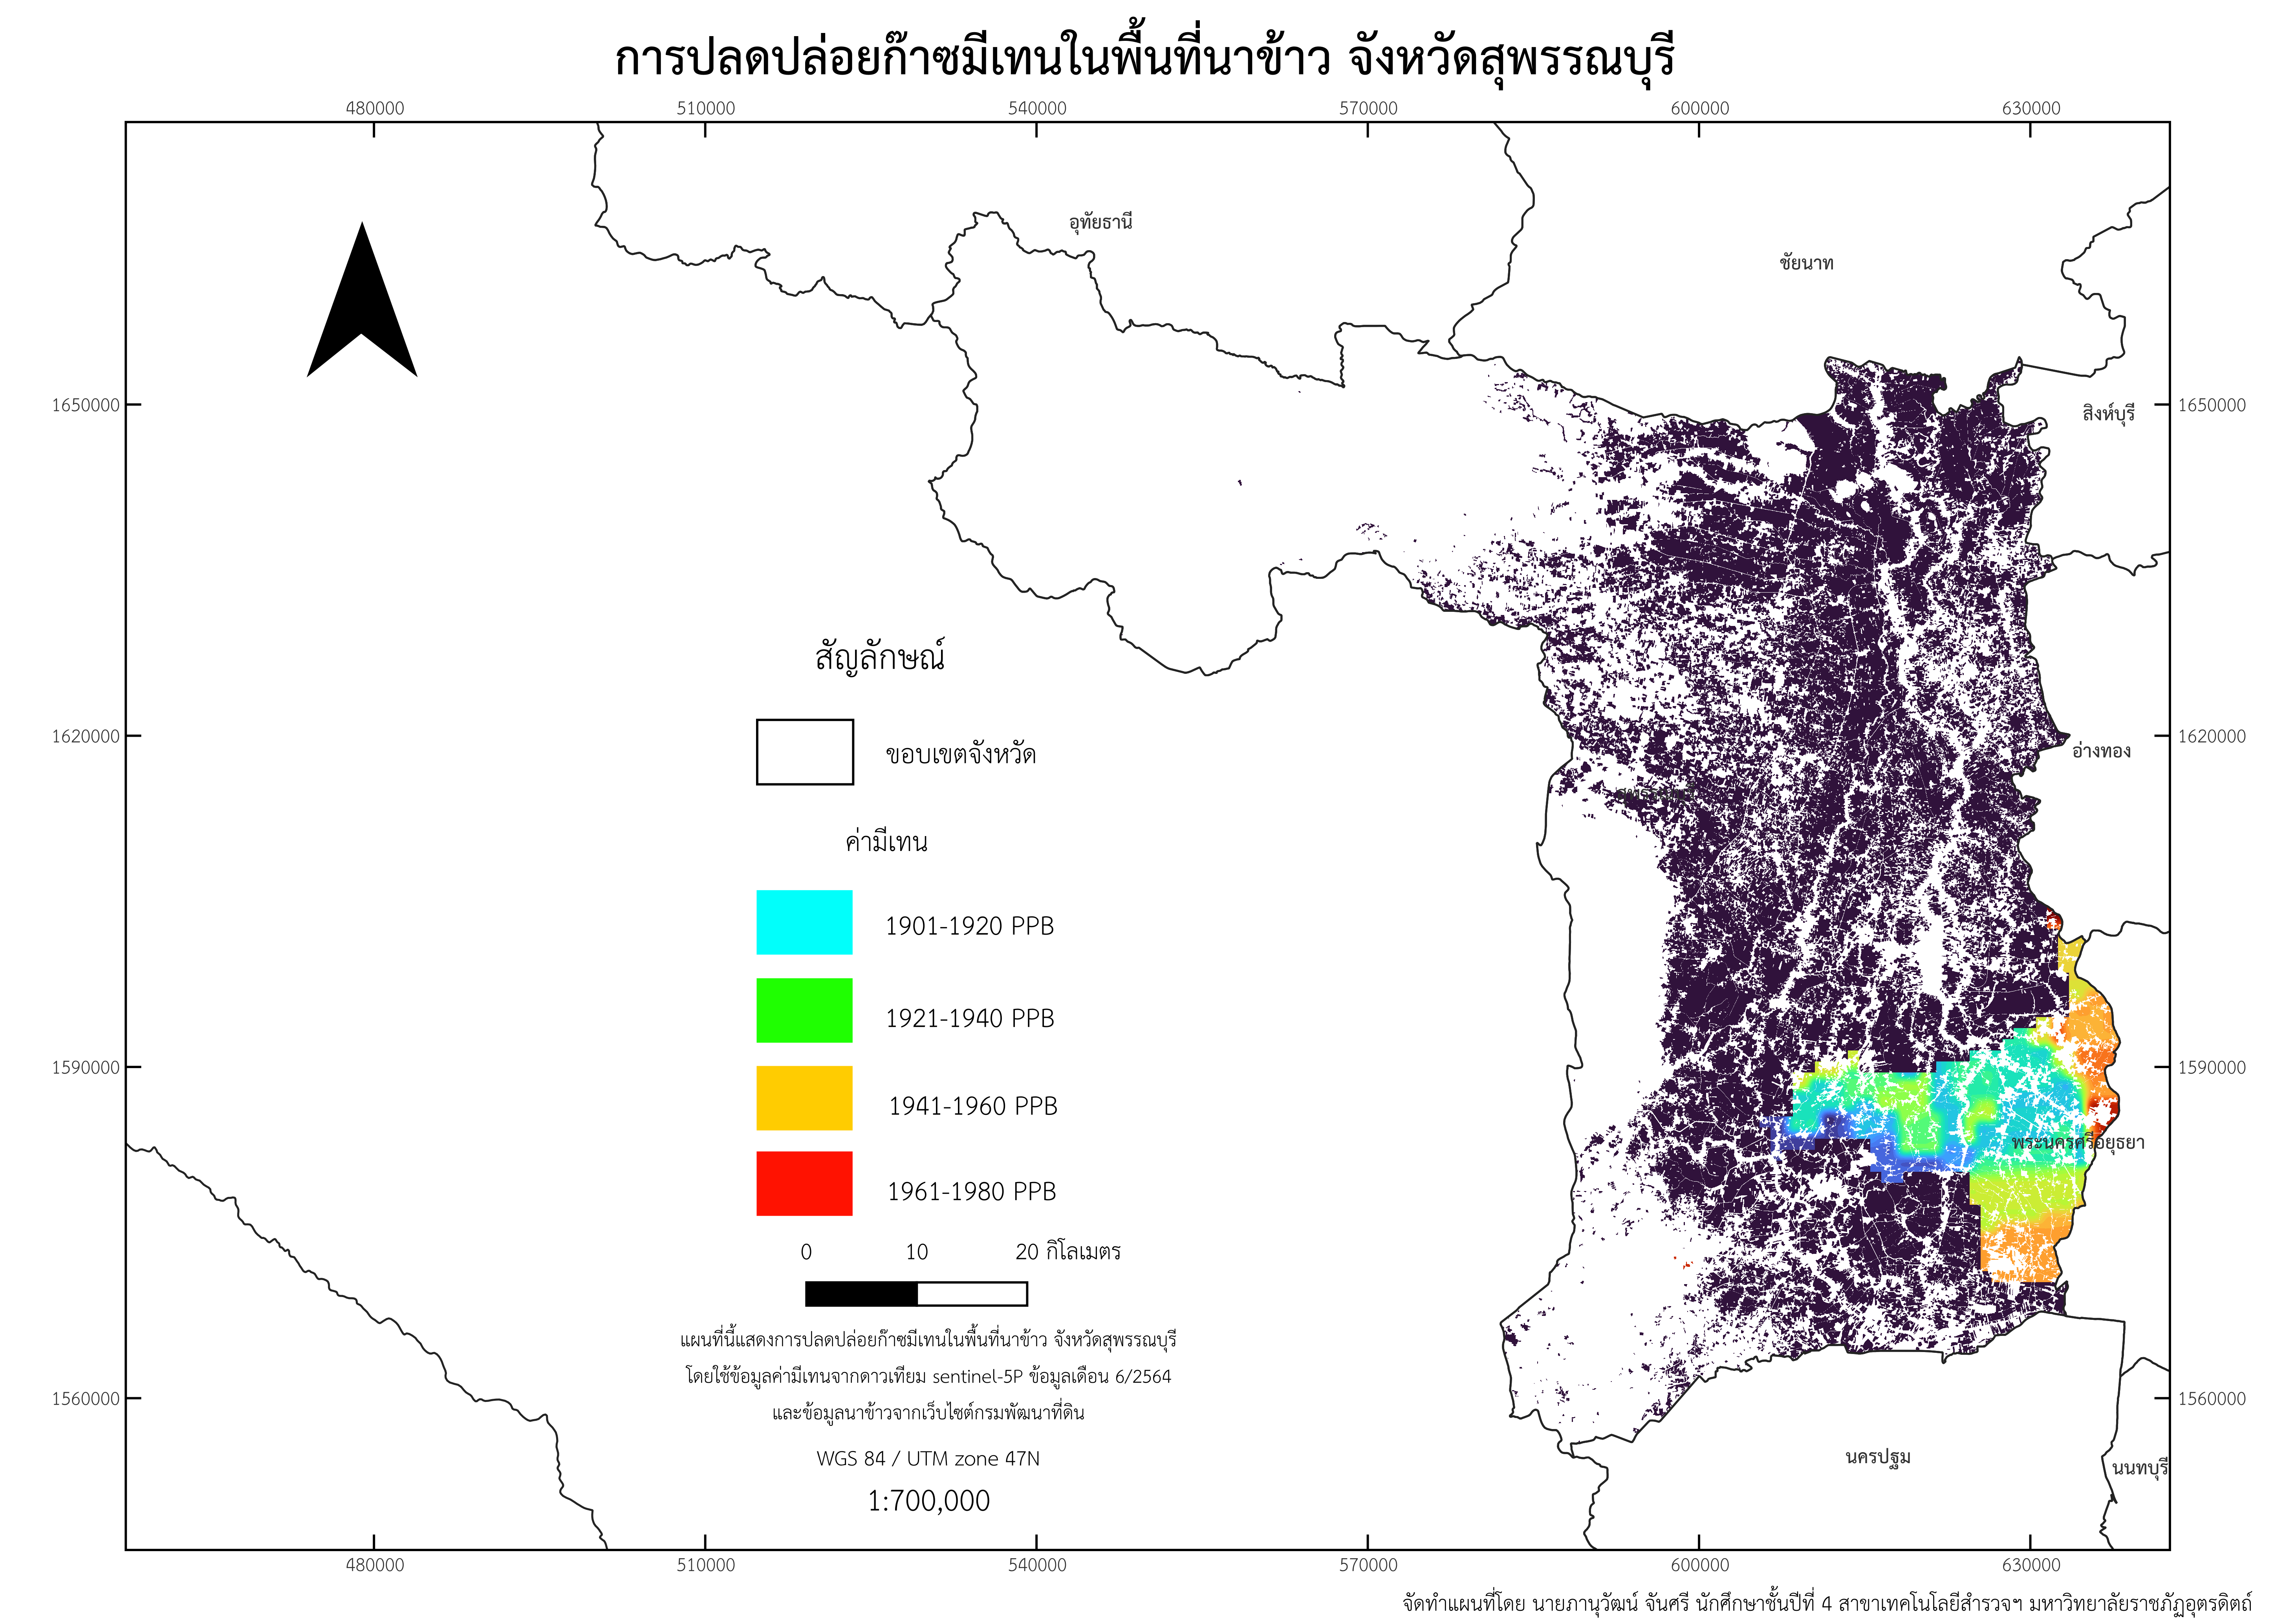 การปลดปล่อยก๊าซมีเทนในพื้นที่นาข้าว จังหวัดสุพรรณบุรี
480000 510000 540000 570000 600000 630000
อุทัยธานี
ชัยนาท
1650000 1650000
สิงห์บุรี
สัญลักษณ์
1620000 1620000
ขอบเขตจังหวัด
อ่างทอง
ค่ามีเทน
1901-1920 PPB
1921-1940 PPB
1590000 1590000
1941-1960 PPB
พระนครศรีอยุธยา
1961-1980 PPB
0 10 20 กิโลเมตร
แผนที่นี้แสดงการปลดปล่อยก๊าซมีเทนในพื้นที่นาข้าว จังหวัดสุพรรณบุรี
โดยใช้ข้อมูลค่ามีเทนจากดาวเทียม sentinel-5P ข้อมูลเดือน 6/2564
1560000 1560000
และข้อมูลนาข้าวจากเว็บไซต์กรมพัฒนาที่ดิน
WGS 84 / UTM zone 47N
นครปฐม
นนทบุรี
1:700,000
480000 510000 540000 570000 600000 630000
จัดทำแผนที่โดย นายภานุวัฒน์ จันศรี นักศึกษาชั้นปีที่ 4 สาขาเทคโนโลยีสำรวจฯ มหาวิทยาลัยราชภัฏอุตรดิตถ์